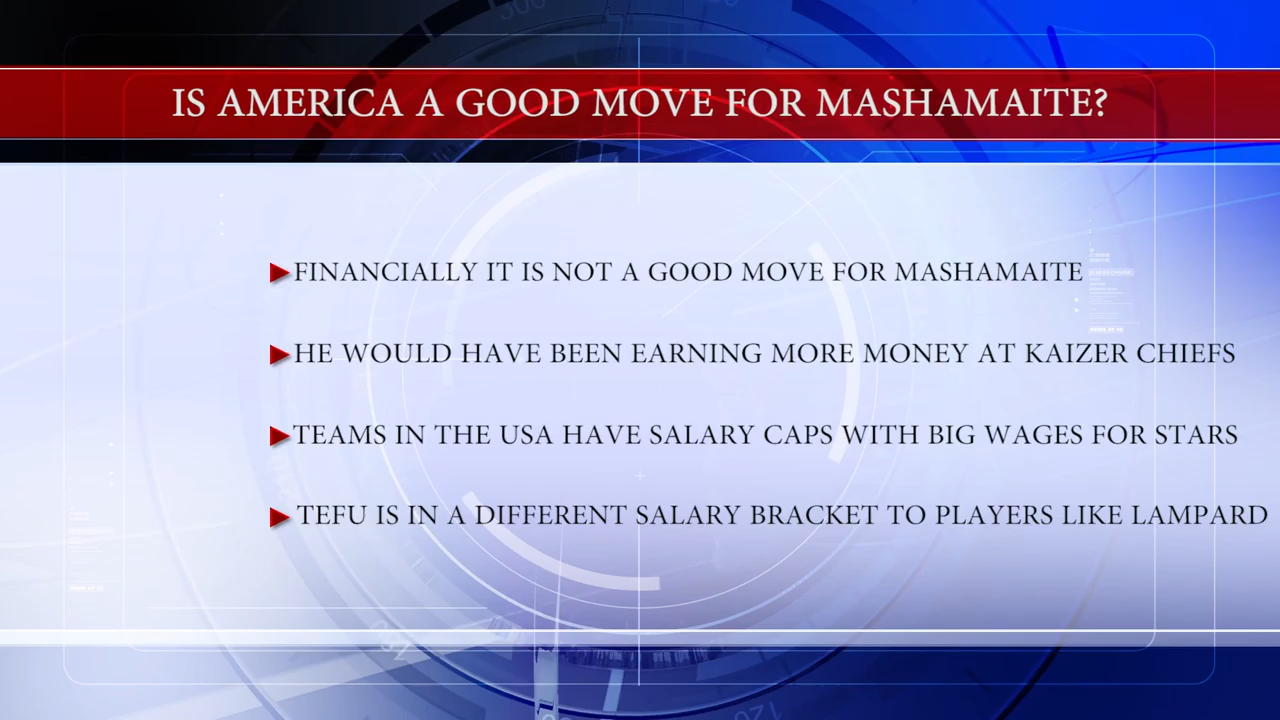 IS AMERICA A GOOD MOVE FOR MASHAMAITE?
FINANCIALLY IT IS NOT A GOOD MOVE FOR MASHAMAITE
HE WOULD HAVE BEEN EARNING MORE MONEY AT KAIZER CHIEFS
TEAMS IN THE USA HAVE SALARY CAPS WITH BIG WAGES FOR STARS
TEFU IS IN A DIFFERENT SALARY BRACKET TO PLAYERS LIKE LAMPARD